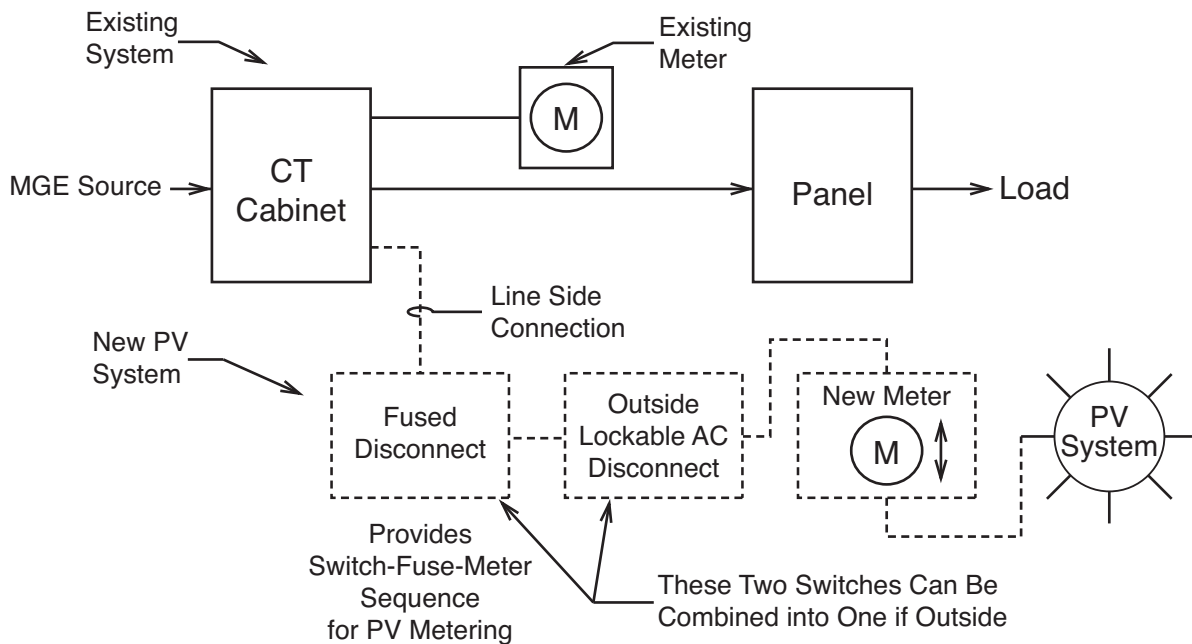 Existing
System
Existing
Meter
M
CT
Cabinet
MGE Source
Panel
Load
Line Side
Connection
New PV
System
Fused
Disconnect
Outside
Lockable AC
Disconnect
New Meter
M
PV
System
Provides
Switch-Fuse-Meter
Sequence
for PV Metering
These Two Switches Can Be
Combined into One if Outside